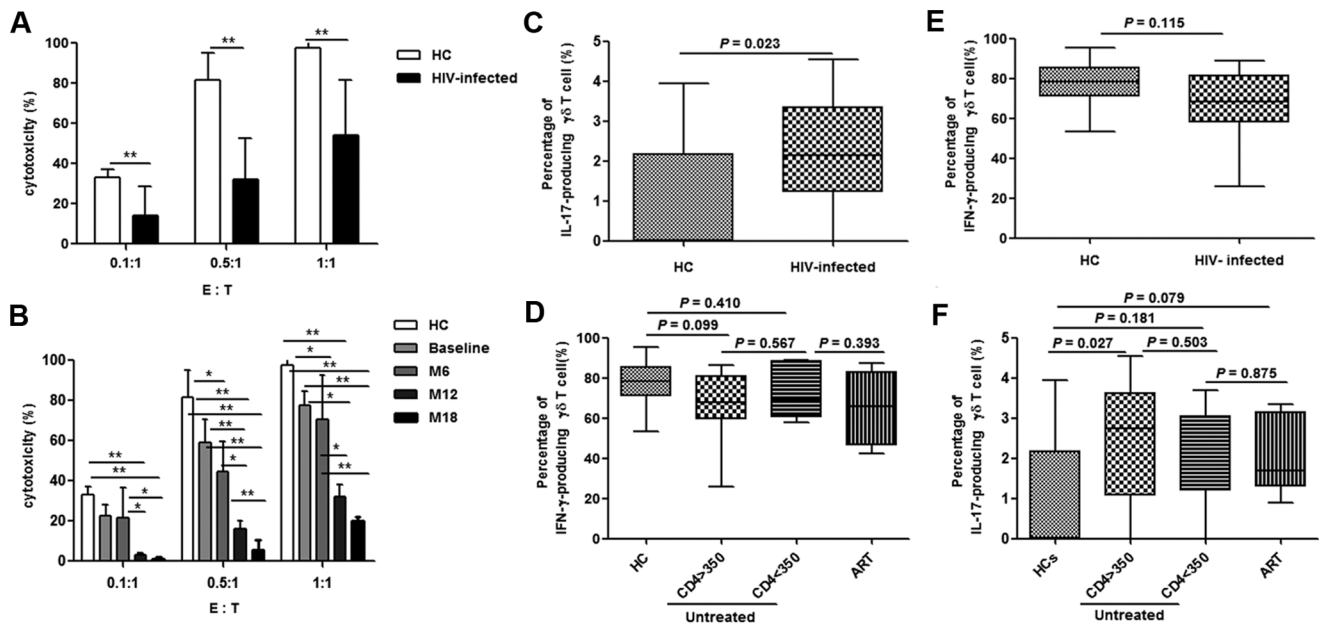 A
**
**
**
HC
HIV-infected
cytotoxicity (%)
100
80
60
40
20
0
0.1:1
0.5:1
1:1
E : T
B
HC
Baseline
M6
M12
M18
cytotoxicity (%)
100
80
60
40
20
0
**
**
*
*
*
**
**
**
**
*
**
**
*
**
**
*
*
**
0.1:1
0.5:1
1:1
E : T
C
P = 0.023
Percentage of
IL-17-producing γδ T cell(%)
5
4
3
2
1
0
HC
HIV-infected
D
P = 0.410
P = 0.099
P = 0.567
P = 0.393
Percentage of
IFN-γ-producing γδ T cell(%)
100
80
60
40
20
0
HC
CD4>350
CD4<350
ART
Untreated
E
P = 0.115
Percentage of
IFN-γ-producing γδ T cell(%)
100
80
60
40
20
0
HC
HIV- infected
F
P = 0.079
P = 0.181
P = 0.027
P = 0.503
P = 0.875
Percentage of
IL-17-producing γδ T cell(%)
5
4
3
2
1
0
HCs
CD4>350
CD4<350
ART
Untreated